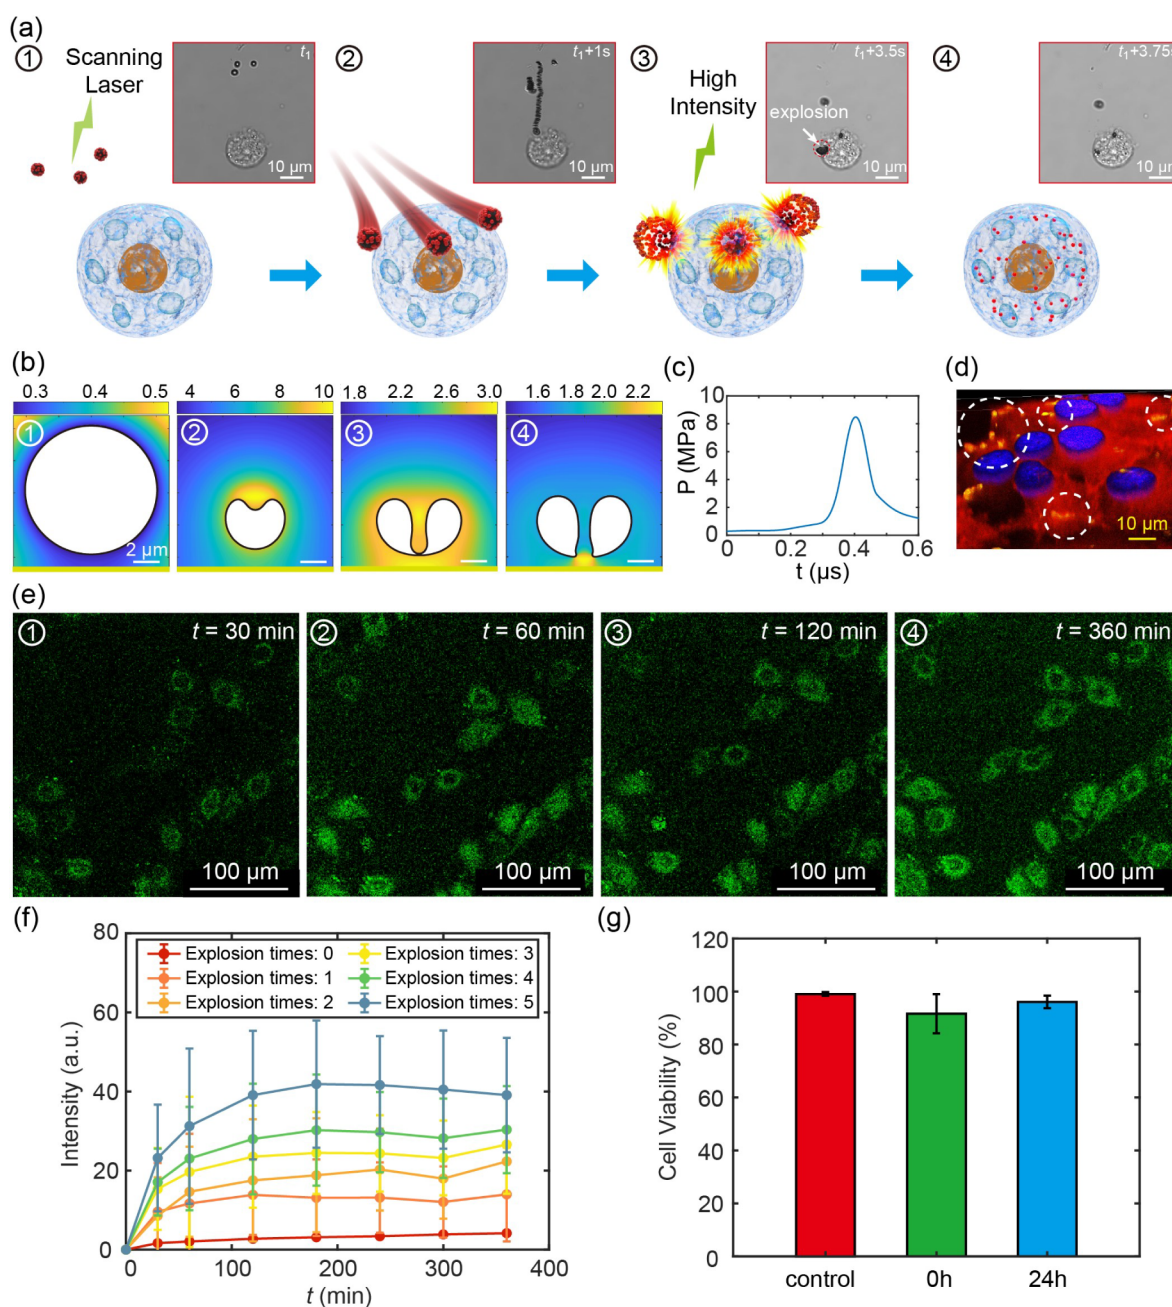 (a)
① Scanning Laser
t₁
10 µm
②
t₁+1s
10 µm
③ High Intensity
t₁+3.5s
explosion
10 µm
④
t₁+3.75s
10 µm
(b)
0.3 0.4 0.5
①
2 µm
4 6 8 10
②
1.8 2.2 2.6 3.0
③
1.6 1.8 2.0 2.2
④
(c)
P (MPa)
10
8
6
4
2
0
0 0.2 0.4 0.6
t (µs)
(d)
10 µm
(e)
① t = 30 min
100 µm
② t = 60 min
100 µm
③ t = 120 min
100 µm
④ t = 360 min
100 µm
(f)
Intensity (a.u.)
80
60
40
20
0
Explosion times: 0
Explosion times: 1
Explosion times: 2
Explosion times: 3
Explosion times: 4
Explosion times: 5
0 100 200 300 400
t (min)
(g)
Cell Viability (%)
120
100
80
60
40
20
0
control 0h 24h